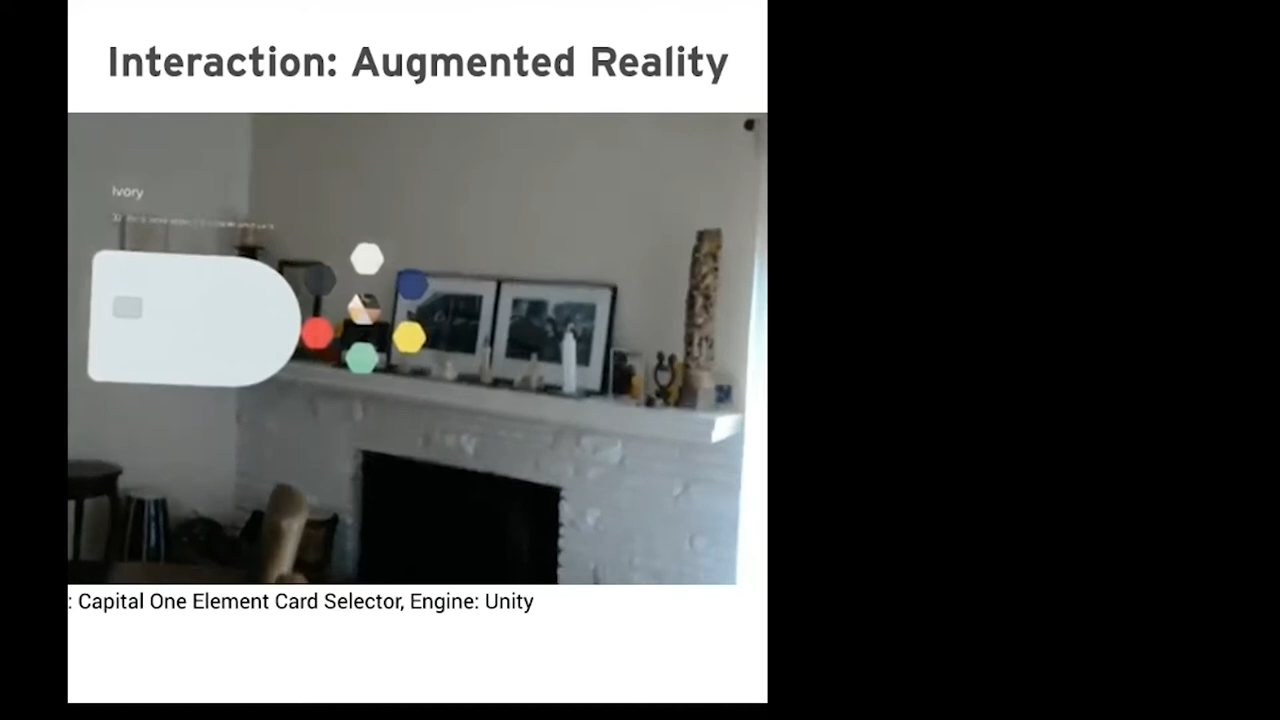 Interaction: Augmented Reality
Ivory
: Capital One Element Card Selector, Engine: Unity